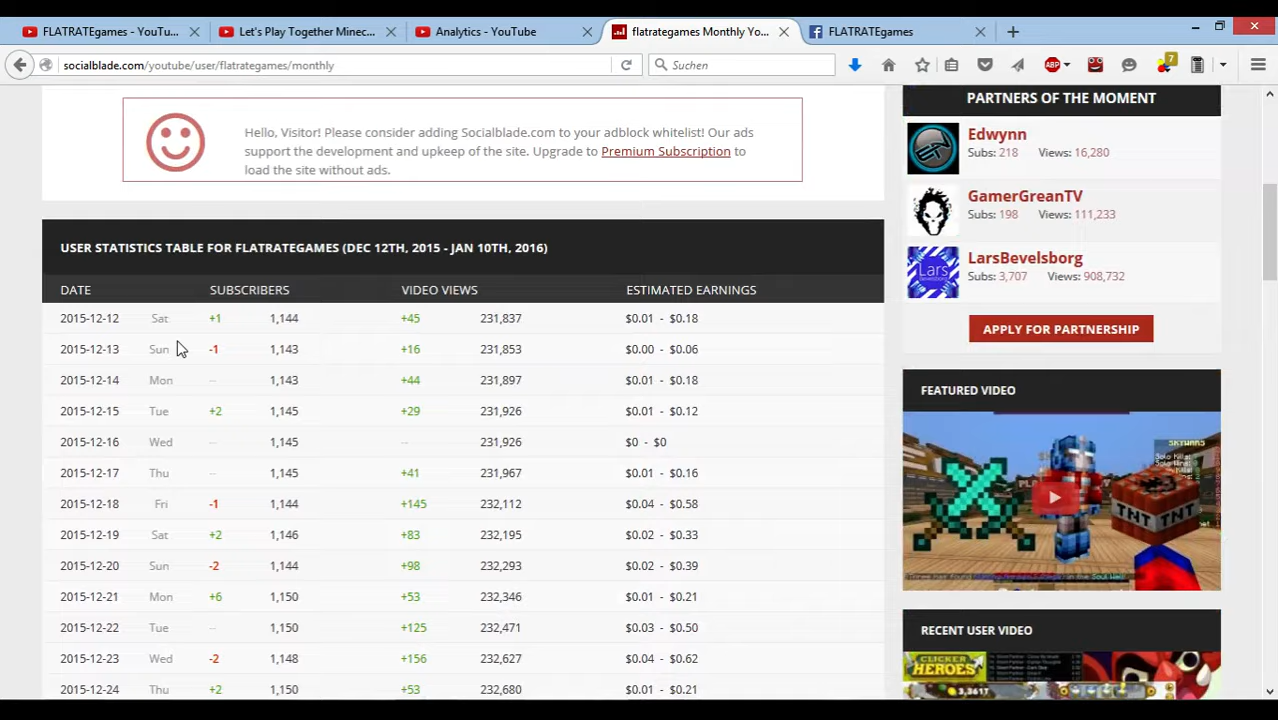 FLATRATEgames - YouTu...
Let's Play Together Minec...
Analytics - YouTube
flatrategames Monthly Yo...
FLATRATEgames
socialblade.com/youtube/user/flatrategames/monthly
Suchen
ABP
7
Hello, Visitor! Please consider adding Socialblade.com to your adblock whitelist! Our ads
support the development and upkeep of the site. Upgrade to Premium Subscription to
load the site without ads.
USER STATISTICS TABLE FOR FLATRATEGAMES (DEC 12TH, 2015 - JAN 10TH, 2016)
DATE SUBSCRIBERS VIDEO VIEWS ESTIMATED EARNINGS
2015-12-12 Sat +1 1,144 +45 231,837 $0.01 - $0.18
2015-12-13 Sun -1 1,143 +16 231,853 $0.00 - $0.06
2015-12-14 Mon -- 1,143 +44 231,897 $0.01 - $0.18
2015-12-15 Tue +2 1,145 +29 231,926 $0.01 - $0.12
2015-12-16 Wed -- 1,145 -- 231,926 $0 - $0
2015-12-17 Thu -- 1,145 +41 231,967 $0.01 - $0.16
2015-12-18 Fri -1 1,144 +145 232,112 $0.04 - $0.58
2015-12-19 Sat +2 1,146 +83 232,195 $0.02 - $0.33
2015-12-20 Sun -2 1,144 +98 232,293 $0.02 - $0.39
2015-12-21 Mon +6 1,150 +53 232,346 $0.01 - $0.21
2015-12-22 Tue -- 1,150 +125 232,471 $0.03 - $0.50
2015-12-23 Wed -2 1,148 +156 232,627 $0.04 - $0.62
2015-12-24 Thu +2 1,150 +53 232,680 $0.01 - $0.21
PARTNERS OF THE MOMENT
Edwynn
Subs: 218 Views: 16,280
GamerGreanTV
Subs: 198 Views: 111,233
Lars
LarsBevelsborg
Subs: 3,707 Views: 908,732
APPLY FOR PARTNERSHIP
FEATURED VIDEO
SKYWARS
TNT TNT
RECENT USER VIDEO
CLICKER
HEROES